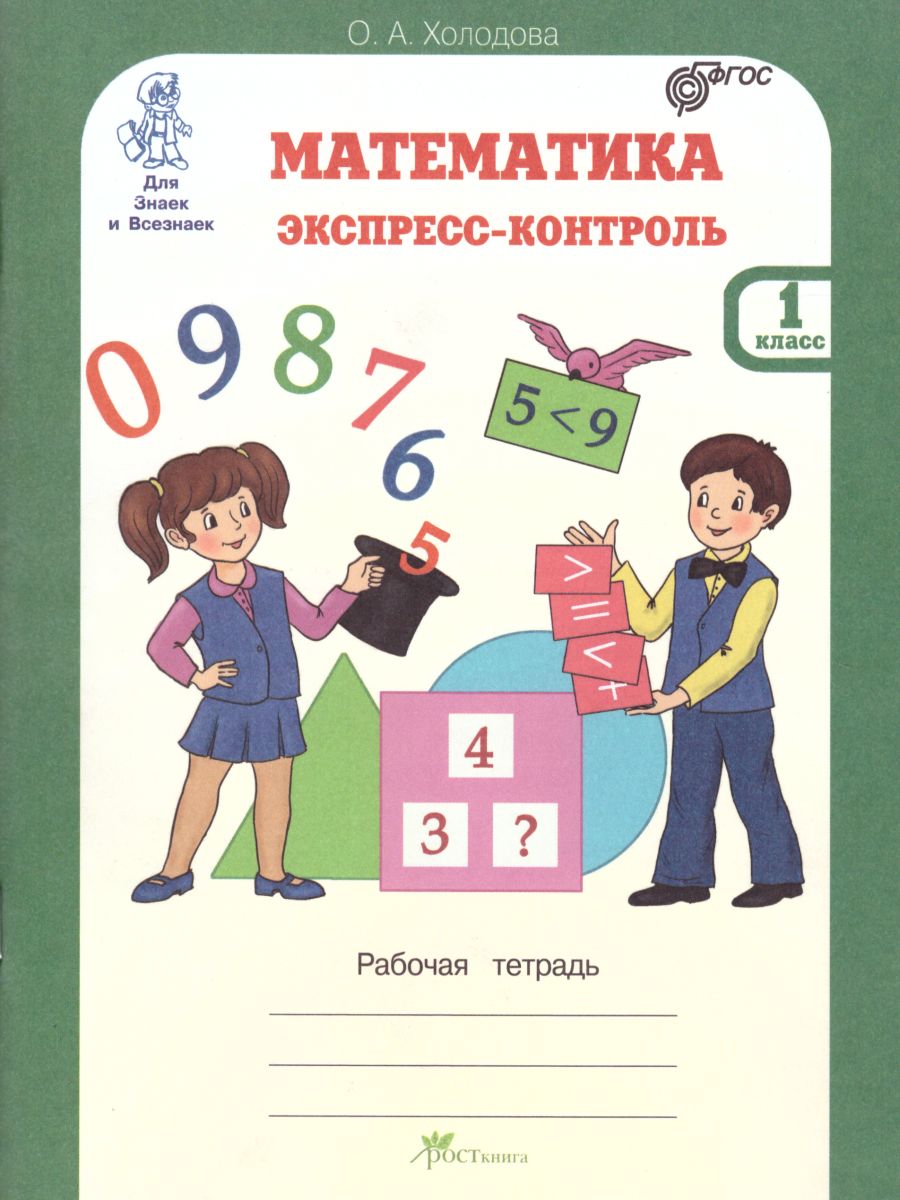 О. А. Холодова
ФГОС
Для
Знаек
и Всезнаек
МАТЕМАТИКА
ЭКСПРЕСС-КОНТРОЛЬ
1
класс
0 9 8 7 6 5
5 < 9
>
=
<
+
4
3 ?
Рабочая тетрадь
РОСТкнига